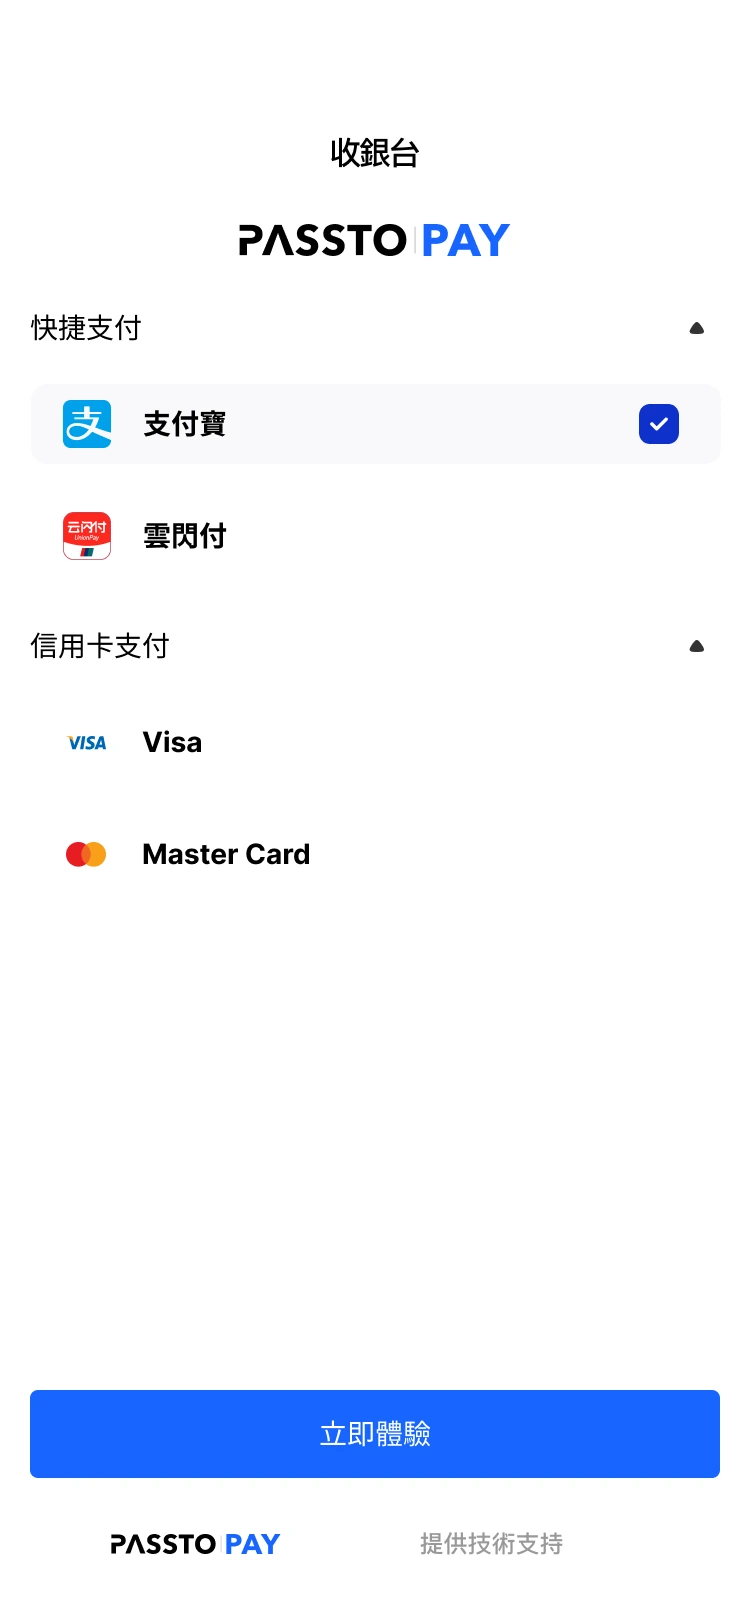 收銀台
PASSTO PAY
快捷支付
支付寶
云闪付
UnionPay
雲閃付
信用卡支付
VISA Visa
Master Card
立即體驗
PASSTO PAY 提供技術支持